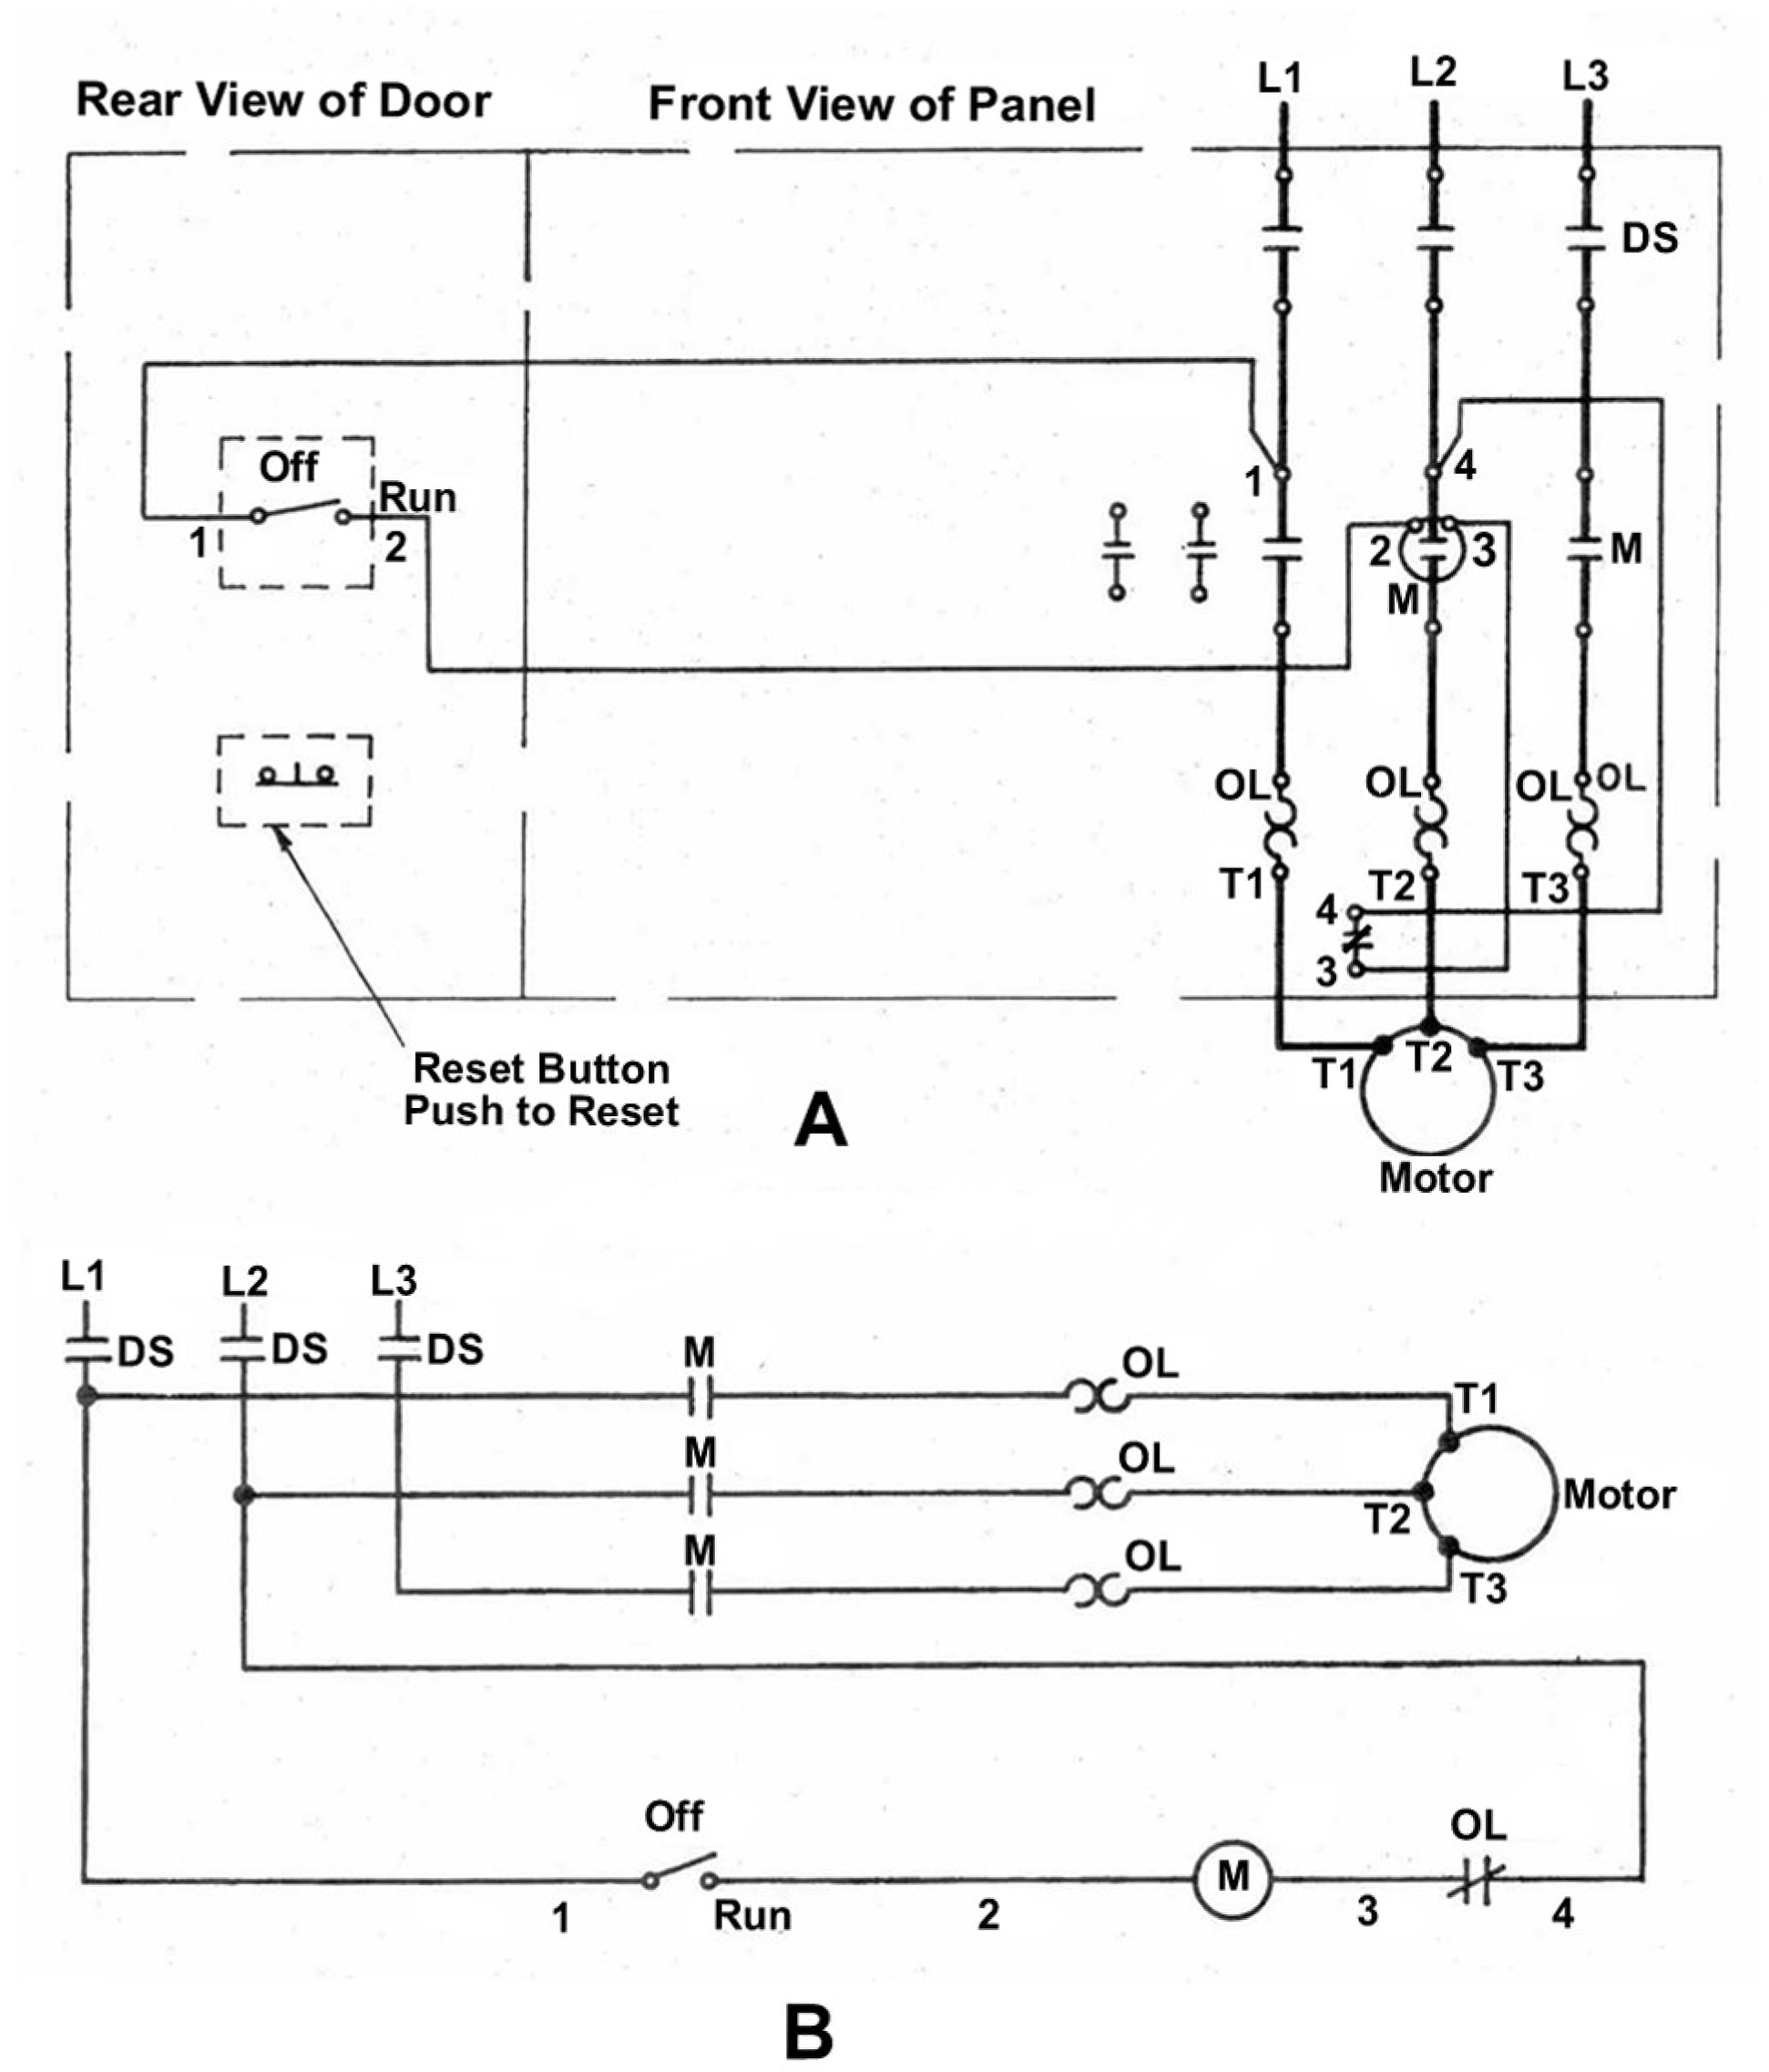 L1 L2 L3
Rear View of Door Front View of Panel
DS
Off
Run
1 4
1 2
2 3 M
M
OL OL OL OL
T1 T2 T3
4
3
T1 T2 T3
Reset Button
Push to Reset
A
Motor
L1 L2 L3
DS DS DS
M OL
T1
M OL
Motor
T2
M OL
T3
Off OL
M
1 Run 2 3 4
B